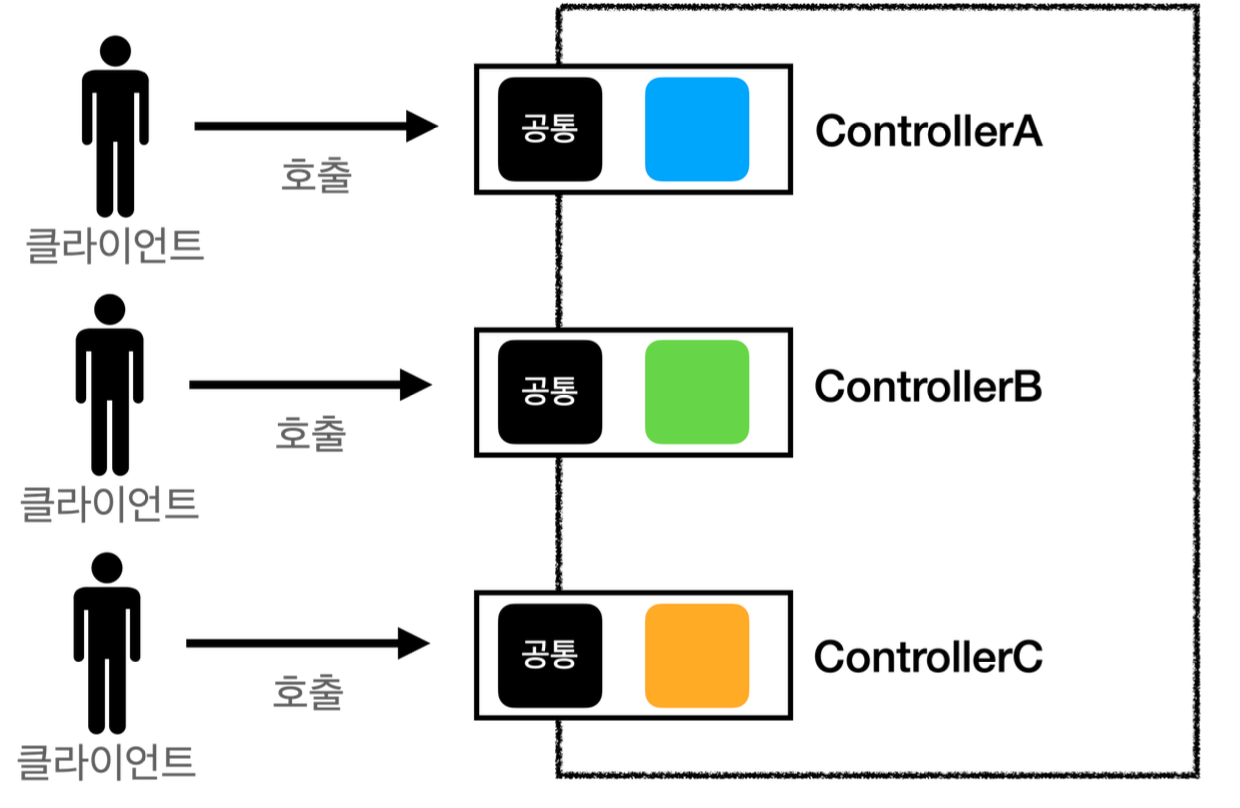 공통
ControllerA
호출
클라이언트
공통
ControllerB
호출
클라이언트
공통
ControllerC
호출
클라이언트